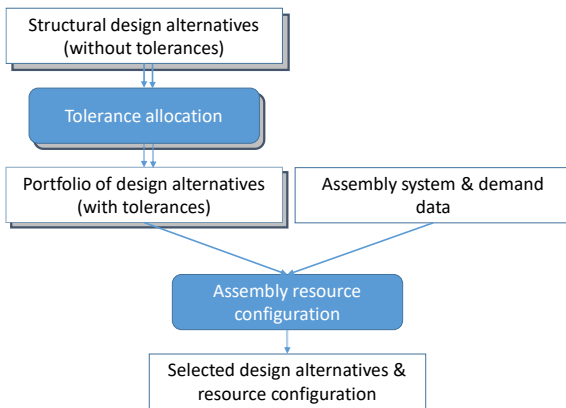 Structural design alternatives
(without tolerances)
Tolerance allocation
Portfolio of design alternatives
(with tolerances)
Assembly system & demand
data
Assembly resource
configuration
Selected design alternatives &
resource configuration